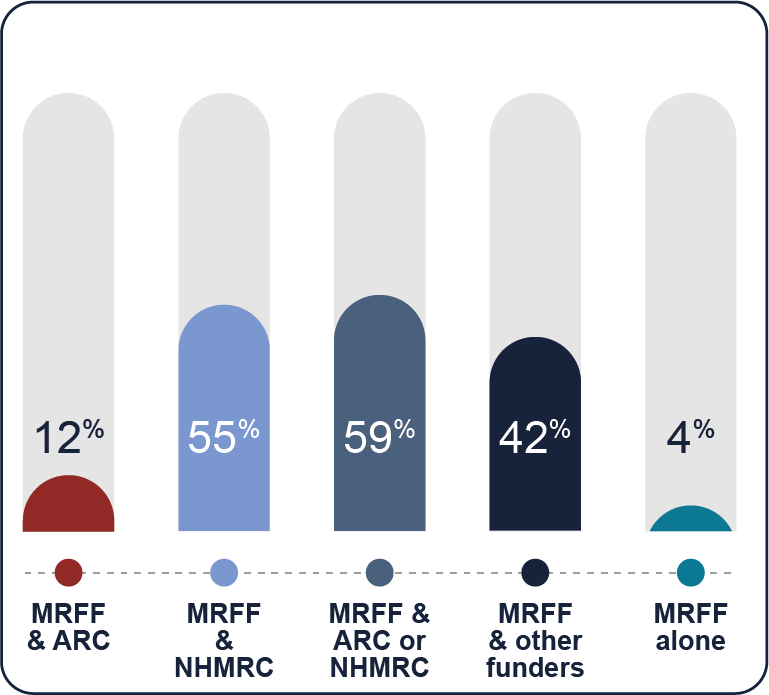 12%
55%
59%
42%
4%
MRFF
& ARC
MRFF
&
NHMRC
MRFF &
ARC or
NHMRC
MRFF
& other
funders
MRFF
alone